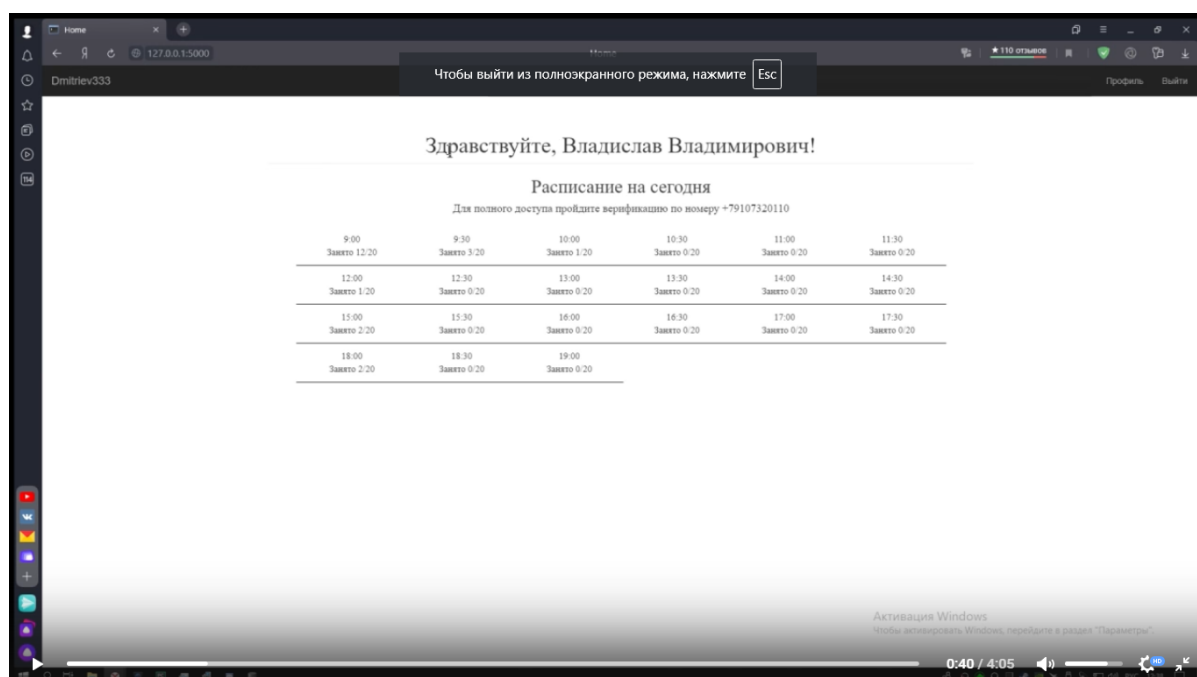 Home
127.0.0.1:5000
Home
★110 отзывов
Чтобы выйти из полноэкранного режима, нажмите Esc
Dmitriev333
Профиль Выйти
114
Здравствуйте, Владислав Владимирович!
Расписание на сегодня
Для полного доступа пройдите верификацию по номеру +79107320110
9:00 9:30 10:00 10:30 11:00 11:30
Занято 12/20 Занято 3/20 Занято 1/20 Занято 0/20 Занято 0/20 Занято 0/20
12:00 12:30 13:00 13:30 14:00 14:30
Занято 1/20 Занято 0/20 Занято 0/20 Занято 0/20 Занято 0/20 Занято 0/20
15:00 15:30 16:00 16:30 17:00 17:30
Занято 2/20 Занято 0/20 Занято 0/20 Занято 0/20 Занято 0/20 Занято 0/20
18:00 18:30 19:00
Занято 2/20 Занято 0/20 Занято 0/20
Активация Windows
Чтобы активировать Windows, перейдите в раздел "Параметры".
0:40 / 4:05
HD